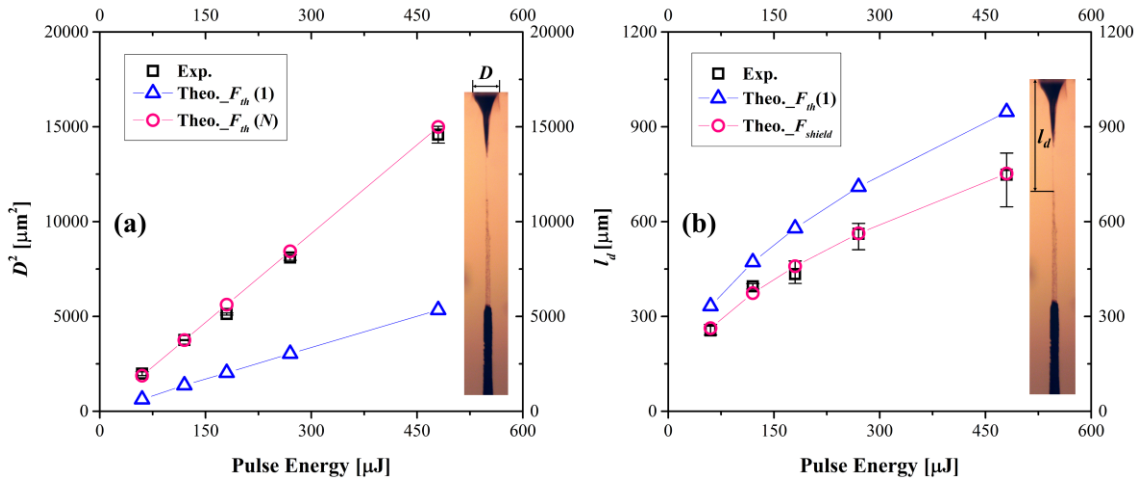 0 150 300 450 600
20000 20000
15000 15000
10000 10000
5000 5000
0 0
0 150 300 450 600
D² [µm²]
Pulse Energy [µJ]
(a)
Exp.
Theo._F_th (1)
Theo._F_th (N)
D
0 150 300 450 600
1200 1200
900 900
600 600
300 300
0 0
0 150 300 450 600
l_d [µm]
Pulse Energy [µJ]
(b)
Exp.
Theo._F_th(1)
Theo._F_shield
l_d